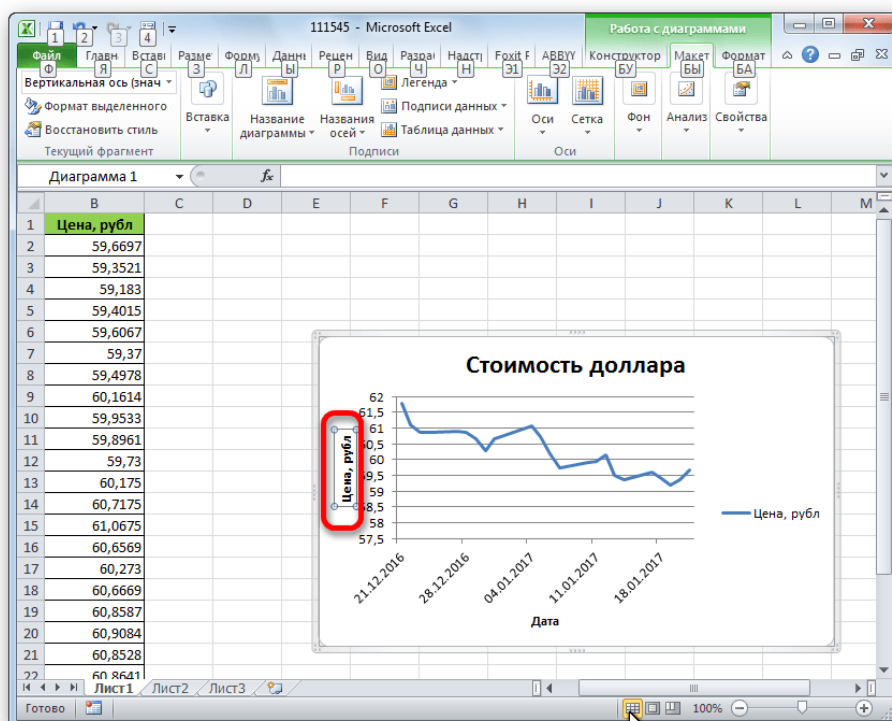 1 2 3 4
111545 - Microsoft Excel
Работа с диаграммами
Файл Главн Встави Разме Форму Данны Рецен Вид Разраб Надстр Foxit F ABBYY Конструктор Макет Формат
Ф Я С З Л Ы Р О Ч Н Э1 Э2 БУ БЫ БА
Вертикальная ось (знач
Формат выделенного
Восстановить стиль
Текущий фрагмент
Вставка
Название диаграммы
Названия осей
Легенда
Подписи данных
Таблица данных
Подписи
Оси
Сетка
Оси
Фон
Анализ
Свойства
Диаграмма 1
fx
B C D E F G H I J K L M
1 Цена, рубл
2 59,6697
3 59,3521
4 59,183
5 59,4015
6 59,6067
7 59,37
8 59,4978
9 60,1614
10 59,9533
11 59,8961
12 59,73
13 60,175
14 60,7175
15 61,0675
16 60,6569
17 60,273
18 60,6669
19 60,8587
20 60,9084
21 60,8528
22 60,8641
Стоимость доллара
62
61,5
61
60,5
60
59,5
59
58,5
58
57,5
Цена, рубл
21.12.2016
28.12.2016
04.01.2017
11.01.2017
18.01.2017
Дата
Цена, рубл
Лист1 Лист2 Лист3
Готово
100%